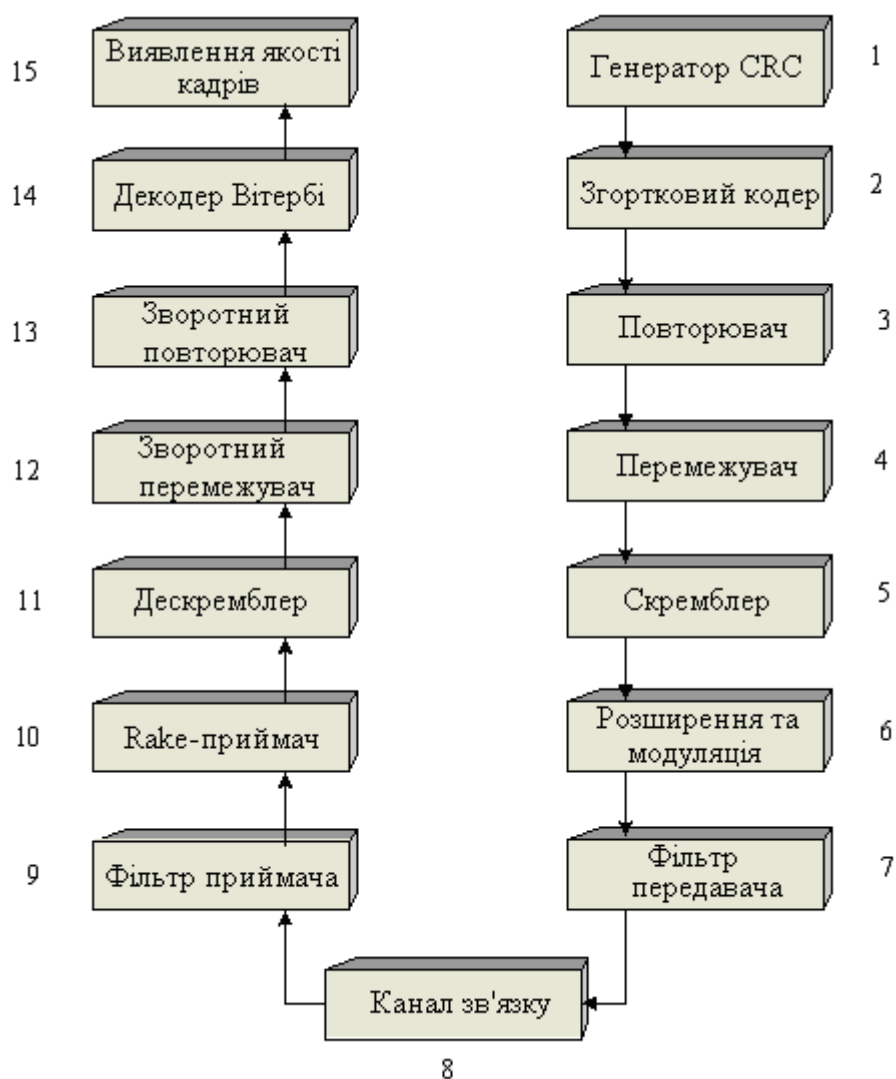 15
Виявлення якості
кадрів
Генератор CRC
1
14
Декодер Вітербі
Згортковий кодер
2
13
Зворотний
повторювач
Повторювач
3
12
Зворотний
перемежувач
Перемежувач
4
11
Дескремблер
Скремблер
5
10
Rake-приймач
Розширення та
модуляція
6
9
Фільтр приймача
Фільтр
передавача
7
Канал зв'язку
8